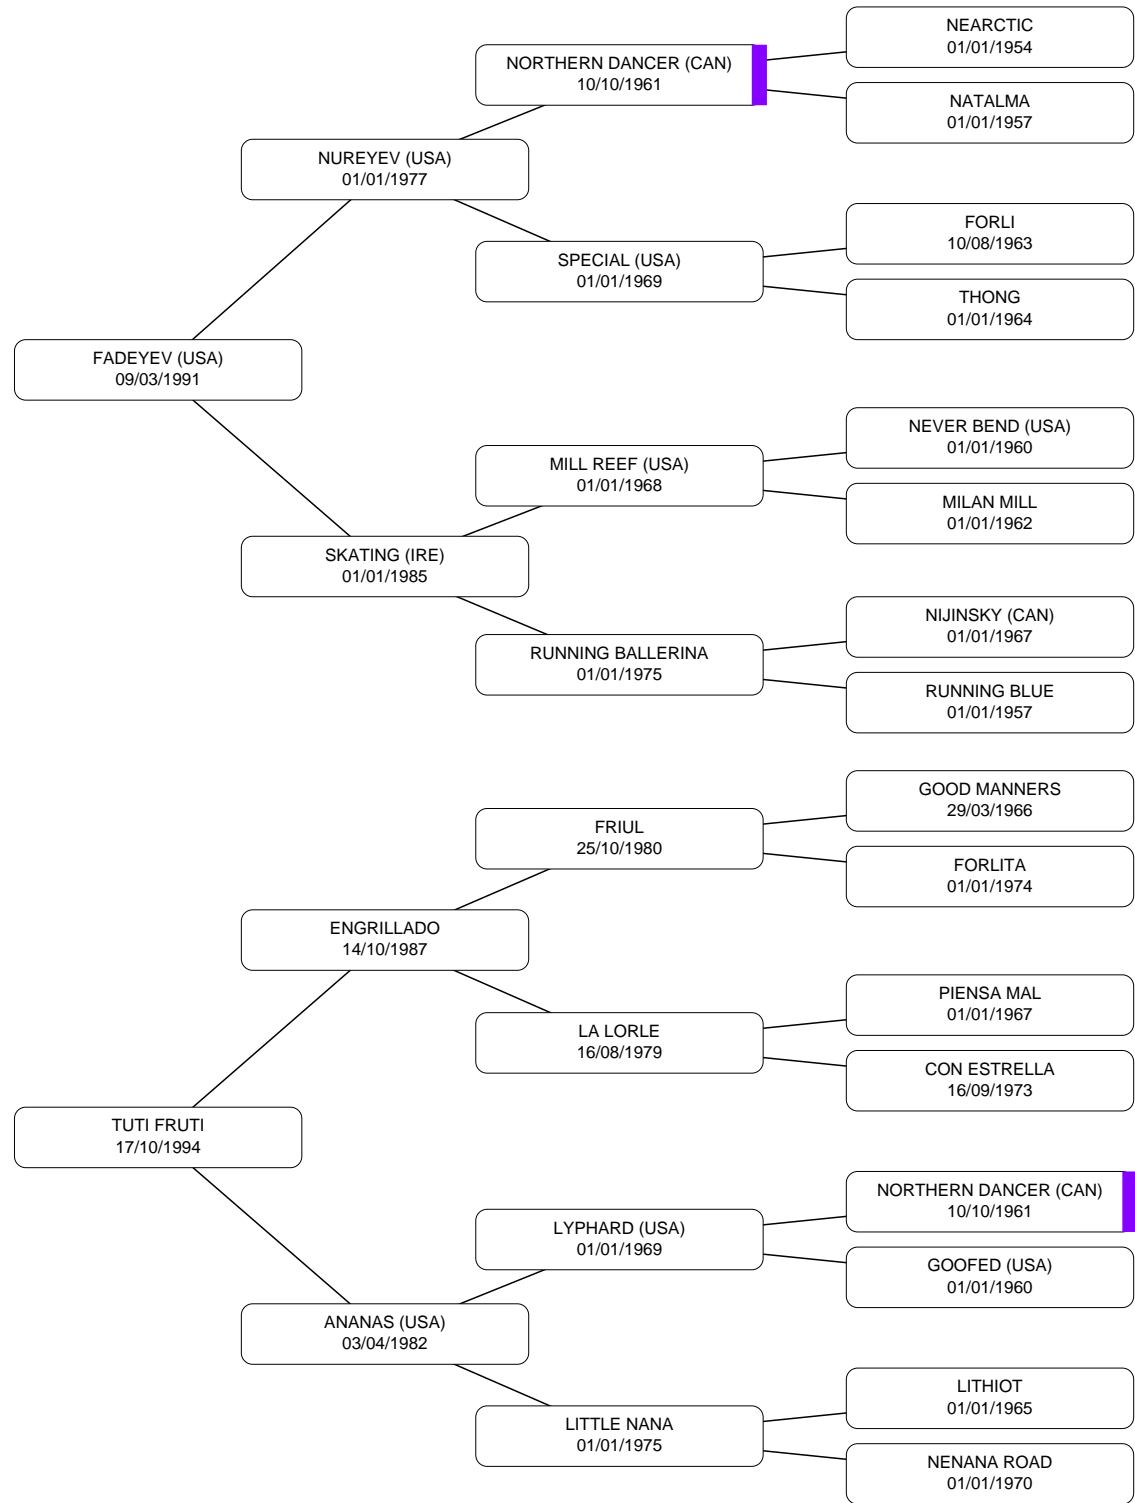 NEARCTIC
01/01/1954
NORTHERN DANCER (CAN)
10/10/1961
NATALMA
01/01/1957
NUREYEV (USA)
01/01/1977
FORLI
10/08/1963
SPECIAL (USA)
01/01/1969
THONG
01/01/1964
FADEYEV (USA)
09/03/1991
NEVER BEND (USA)
01/01/1960
MILL REEF (USA)
01/01/1968
MILAN MILL
01/01/1962
SKATING (IRE)
01/01/1985
NIJINSKY (CAN)
01/01/1967
RUNNING BALLERINA
01/01/1975
RUNNING BLUE
01/01/1957
GOOD MANNERS
29/03/1966
FRIUL
25/10/1980
FORLITA
01/01/1974
ENGRILLADO
14/10/1987
PIENSA MAL
01/01/1967
LA LORLE
16/08/1979
CON ESTRELLA
16/09/1973
TUTI FRUTI
17/10/1994
NORTHERN DANCER (CAN)
10/10/1961
LYPHARD (USA)
01/01/1969
GOOFED (USA)
01/01/1960
ANANAS (USA)
03/04/1982
LITHIOT
01/01/1965
LITTLE NANA
01/01/1975
NENANA ROAD
01/01/1970